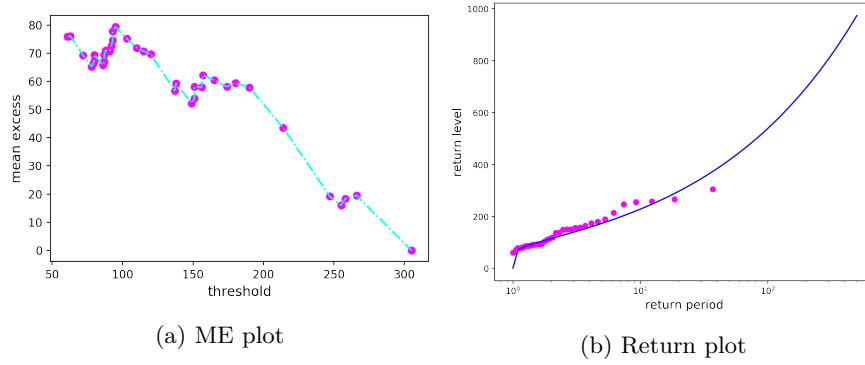 80
70
60
50
40
30
20
10
0
mean excess
50 100 150 200 250 300
threshold
(a) ME plot
1000
800
600
400
200
0
return level
10^0 10^1 10^2
return period
(b) Return plot